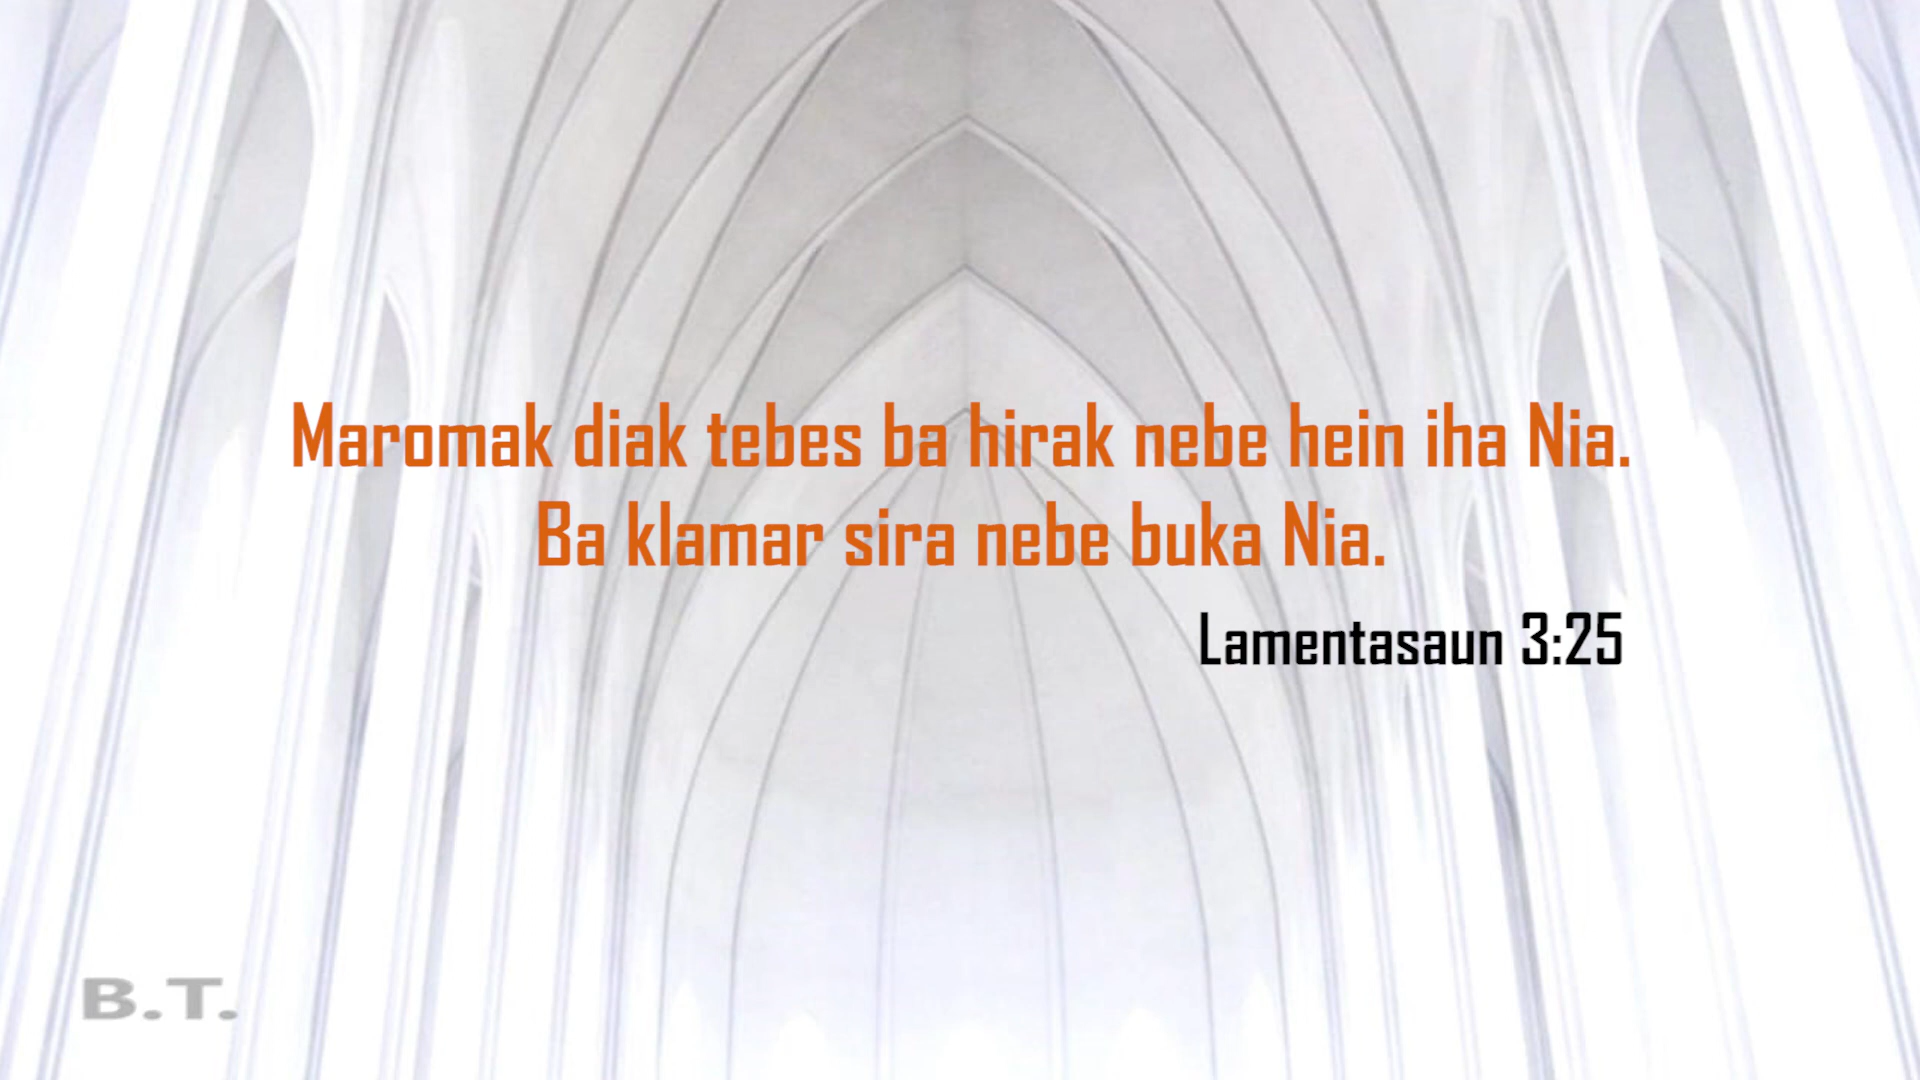 Maromak diak tebes ba hirak nebe hein iha Nia.
Ba klamar sira nebe buka Nia.
Lamentasaun 3:25
B.T.